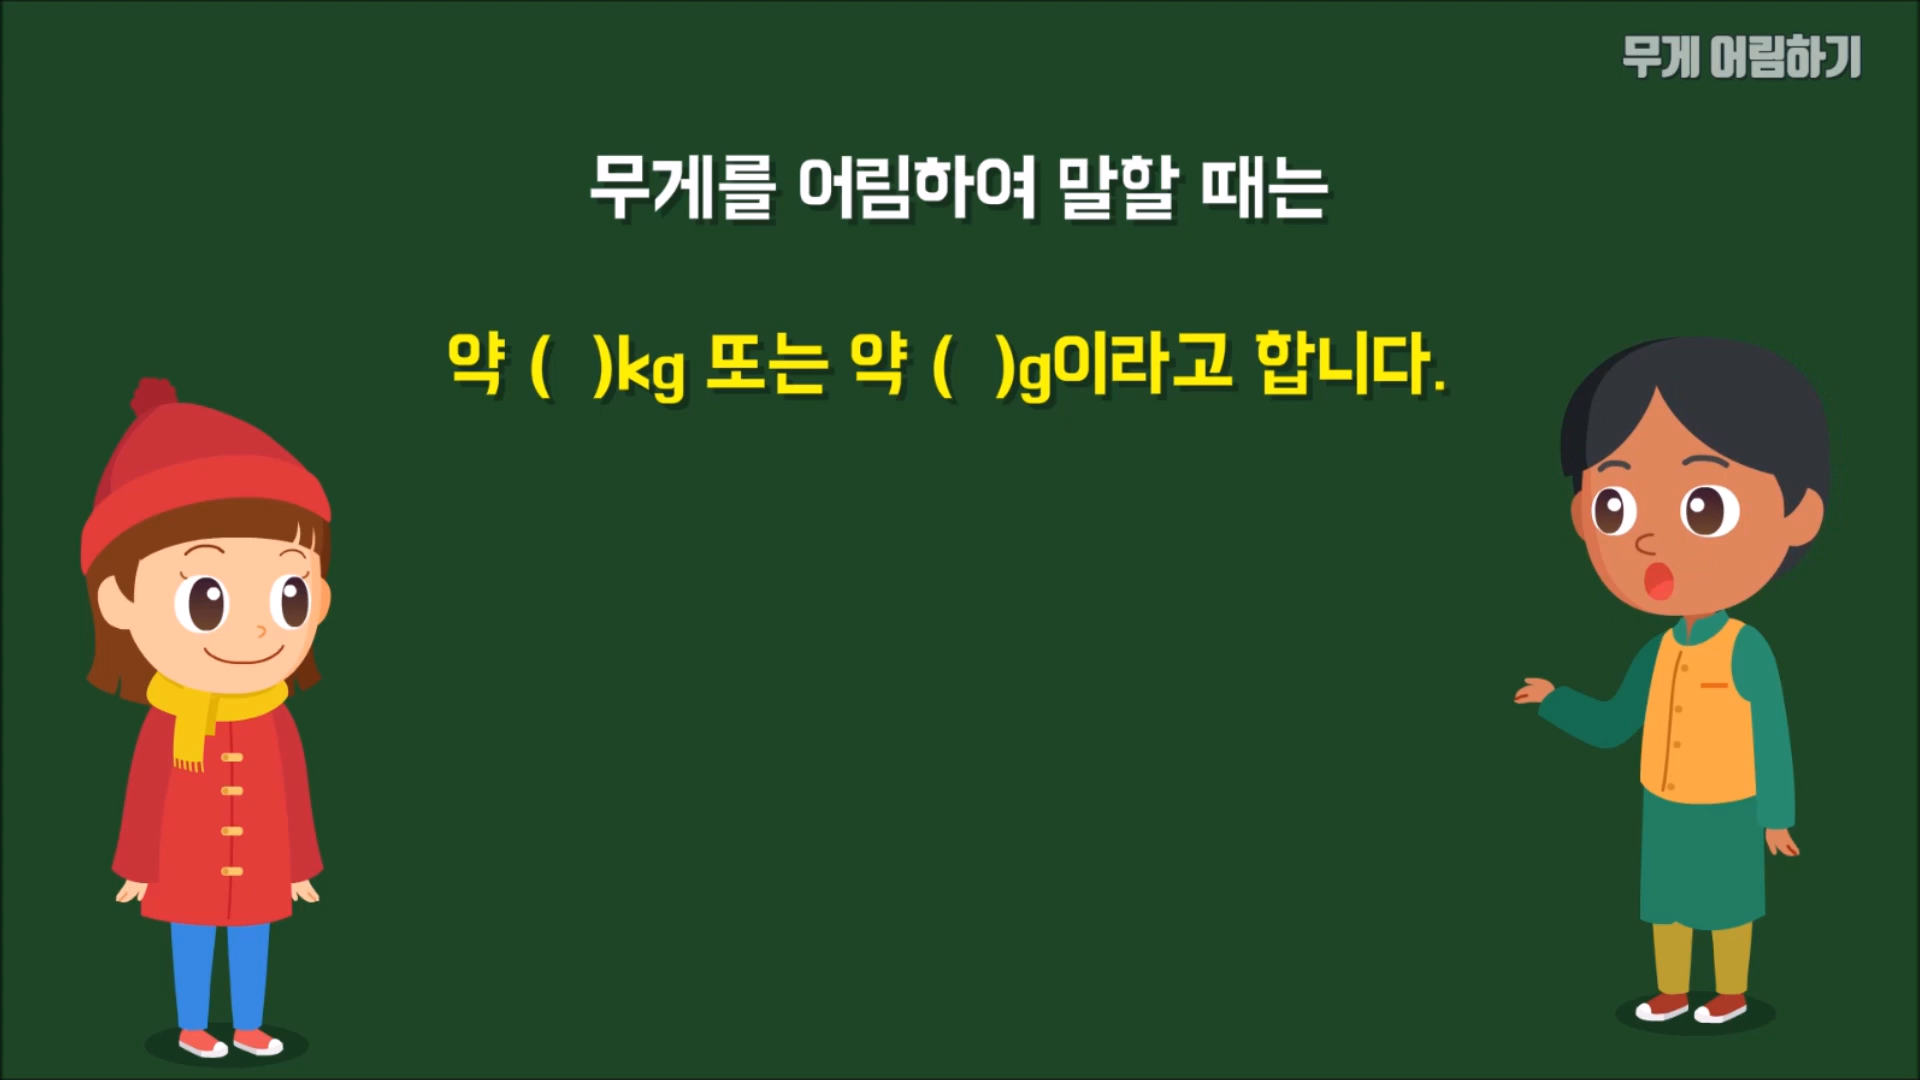 무게 어림하기
무게를 어림하여 말할 때는
약 (  )kg 또는 약 (  )g이라고 합니다.